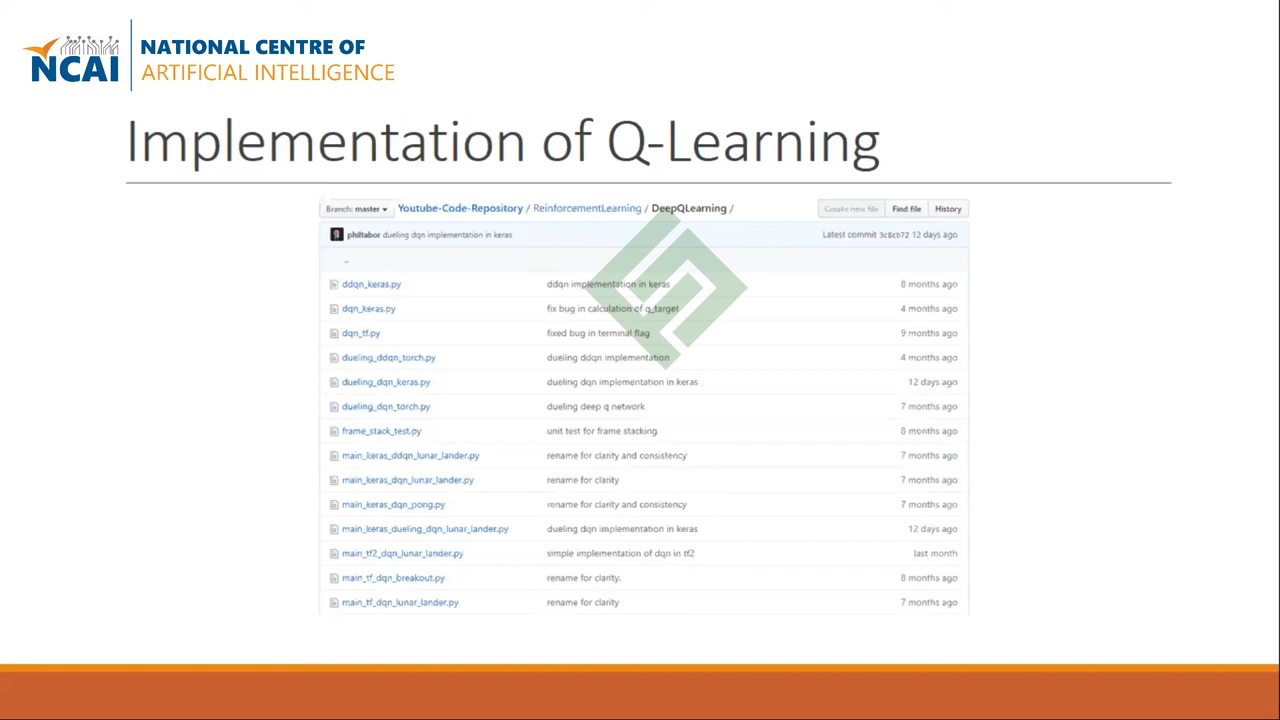 NCAI
NATIONAL CENTRE OF
ARTIFICIAL INTELLIGENCE
Implementation of Q-Learning
Branch: master Youtube-Code-Repository / ReinforcementLearning / DeepQLearning / Create new file Find file History
philtabor dueling dqn implementation in keras Latest commit 3c8cb72 12 days ago
..
ddqn_keras.py ddqn implementation in keras 8 months ago
dqn_keras.py fix bug in calculation of q_target 4 months ago
dqn_tf.py fixed bug in terminal flag 9 months ago
dueling_ddqn_torch.py dueling ddqn implementation 4 months ago
dueling_dqn_keras.py dueling dqn implementation in keras 12 days ago
dueling_dqn_torch.py dueling deep q network 7 months ago
frame_stack_test.py unit test for frame stacking 8 months ago
main_keras_ddqn_lunar_lander.py rename for clarity and consistency 7 months ago
main_keras_dqn_lunar_lander.py rename for clarity 7 months ago
main_keras_dqn_pong.py rename for clarity and consistency 7 months ago
main_keras_dueling_dqn_lunar_lander.py dueling dqn implementation in keras 12 days ago
main_tf2_dqn_lunar_lander.py simple implementation of dqn in tf2 last month
main_tf_dqn_breakout.py rename for clarity. 8 months ago
main_tf_dqn_lunar_lander.py rename for clarity 7 months ago